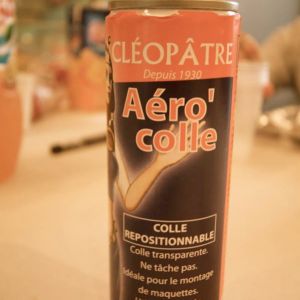 CLÉOPÂTRE
Depuis 1930
Aéro'
colle
COLLE
REPOSITIONNABLE
Colle transparente.
Ne tâche pas.
Idéale pour le montage
de maquettes.